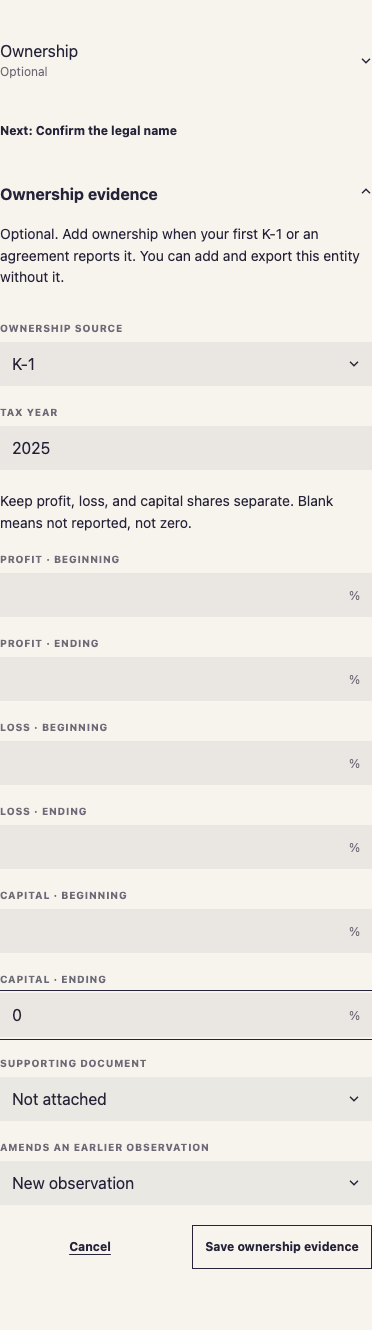 Ownership
Optional
Next: Confirm the legal name
Ownership evidence
Optional. Add ownership when your first K-1 or an
agreement reports it. You can add and export this entity
without it.
OWNERSHIP SOURCE
K-1
TAX YEAR
2025
Keep profit, loss, and capital shares separate. Blank
means not reported, not zero.
PROFIT · BEGINNING
%
PROFIT · ENDING
%
LOSS · BEGINNING
%
LOSS · ENDING
%
CAPITAL · BEGINNING
%
CAPITAL · ENDING
0 %
SUPPORTING DOCUMENT
Not attached
AMENDS AN EARLIER OBSERVATION
New observation
Cancel Save ownership evidence